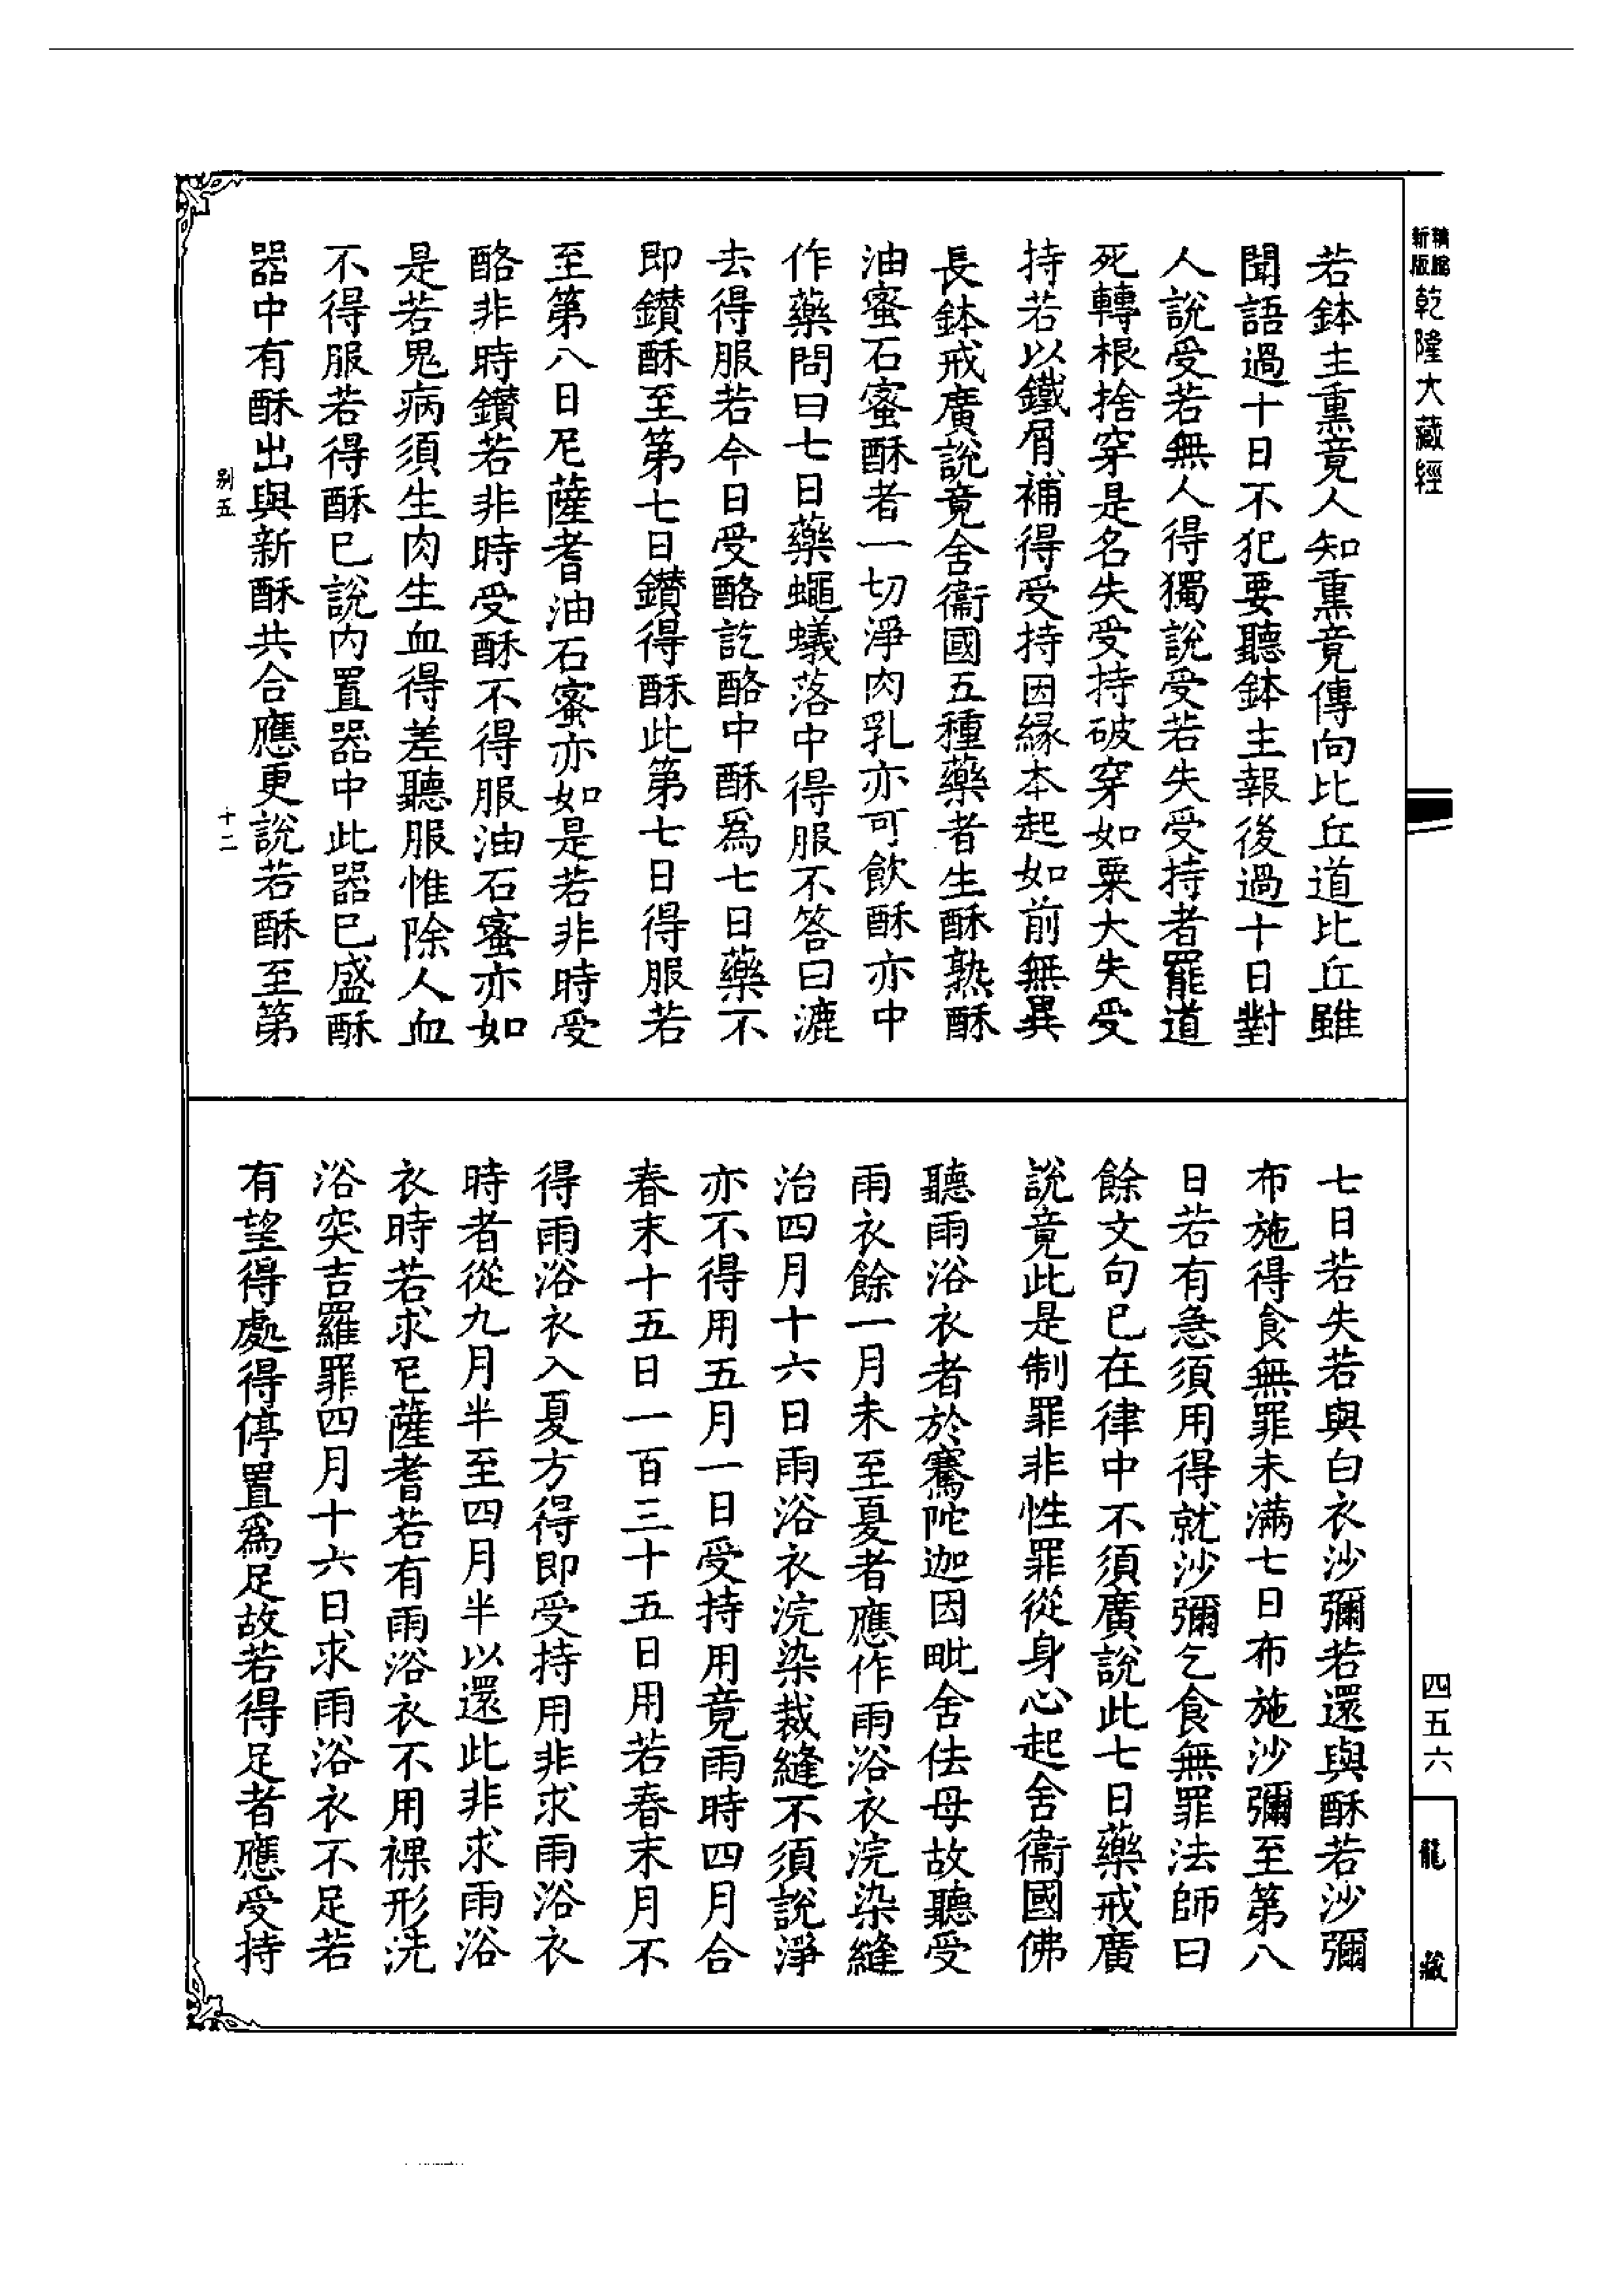 精縮新版乾隆大藏經
若鉢主熏竟人知熏竟傳向比丘道比丘雖
聞語過十日不犯要聽鉢主報後過十日對
人說受若無人得獨說受若失受持者罷道
死轉根捨穿是名失受持破穿如粟大失受
持若以鐵屑補得受持因緣本起如前無異
長鉢戒廣說竟舍衞國五種藥者生酥熟酥
油蜜石蜜酥者一切淨肉乳亦可飲酥亦中
作藥問曰七日藥蠅蟻落中得服不答曰漉
去得服若今日受酪訖酪中酥爲七日藥不
即鑽酥至第七日鑽得酥此第七日得服若
至第八日尼薩耆油石蜜亦如是若非時受
酪非時鑽若非時受酥不得服油石蜜亦如
是若鬼病須生肉生血得差聽服惟除人血
不得服若得酥已說內置器中此器已盛酥
器中有酥出與新酥共合應更說若酥至第
別五
十二
七日若失若與白衣沙彌若還與酥若沙彌
布施得食無罪未滿七日布施沙彌至第八
日若有急須用得就沙彌乞食無罪法師曰
餘文句已在律中不須廣說此七日藥戒廣
說竟此是制罪非性罪從身心起舍衞國佛
聽雨浴衣者於騫陀迦因毗舍佉母故聽受
雨衣餘一月未至夏者應作雨浴衣浣染縫
治四月十六日雨浴衣浣染裁縫不須說淨
亦不得用五月一日受持用竟雨時四月合
春末十五日一百三十五日用若春末月不
得雨浴衣入夏方得即受持用非求雨浴衣
時者從九月半至四月半以還此非求雨浴
衣時若求尼薩耆若有雨浴衣不用裸形洗
浴突吉羅罪四月十六日求雨浴衣不足若
有望得處得停置爲足故若得足者應受持
四五六
龍藏